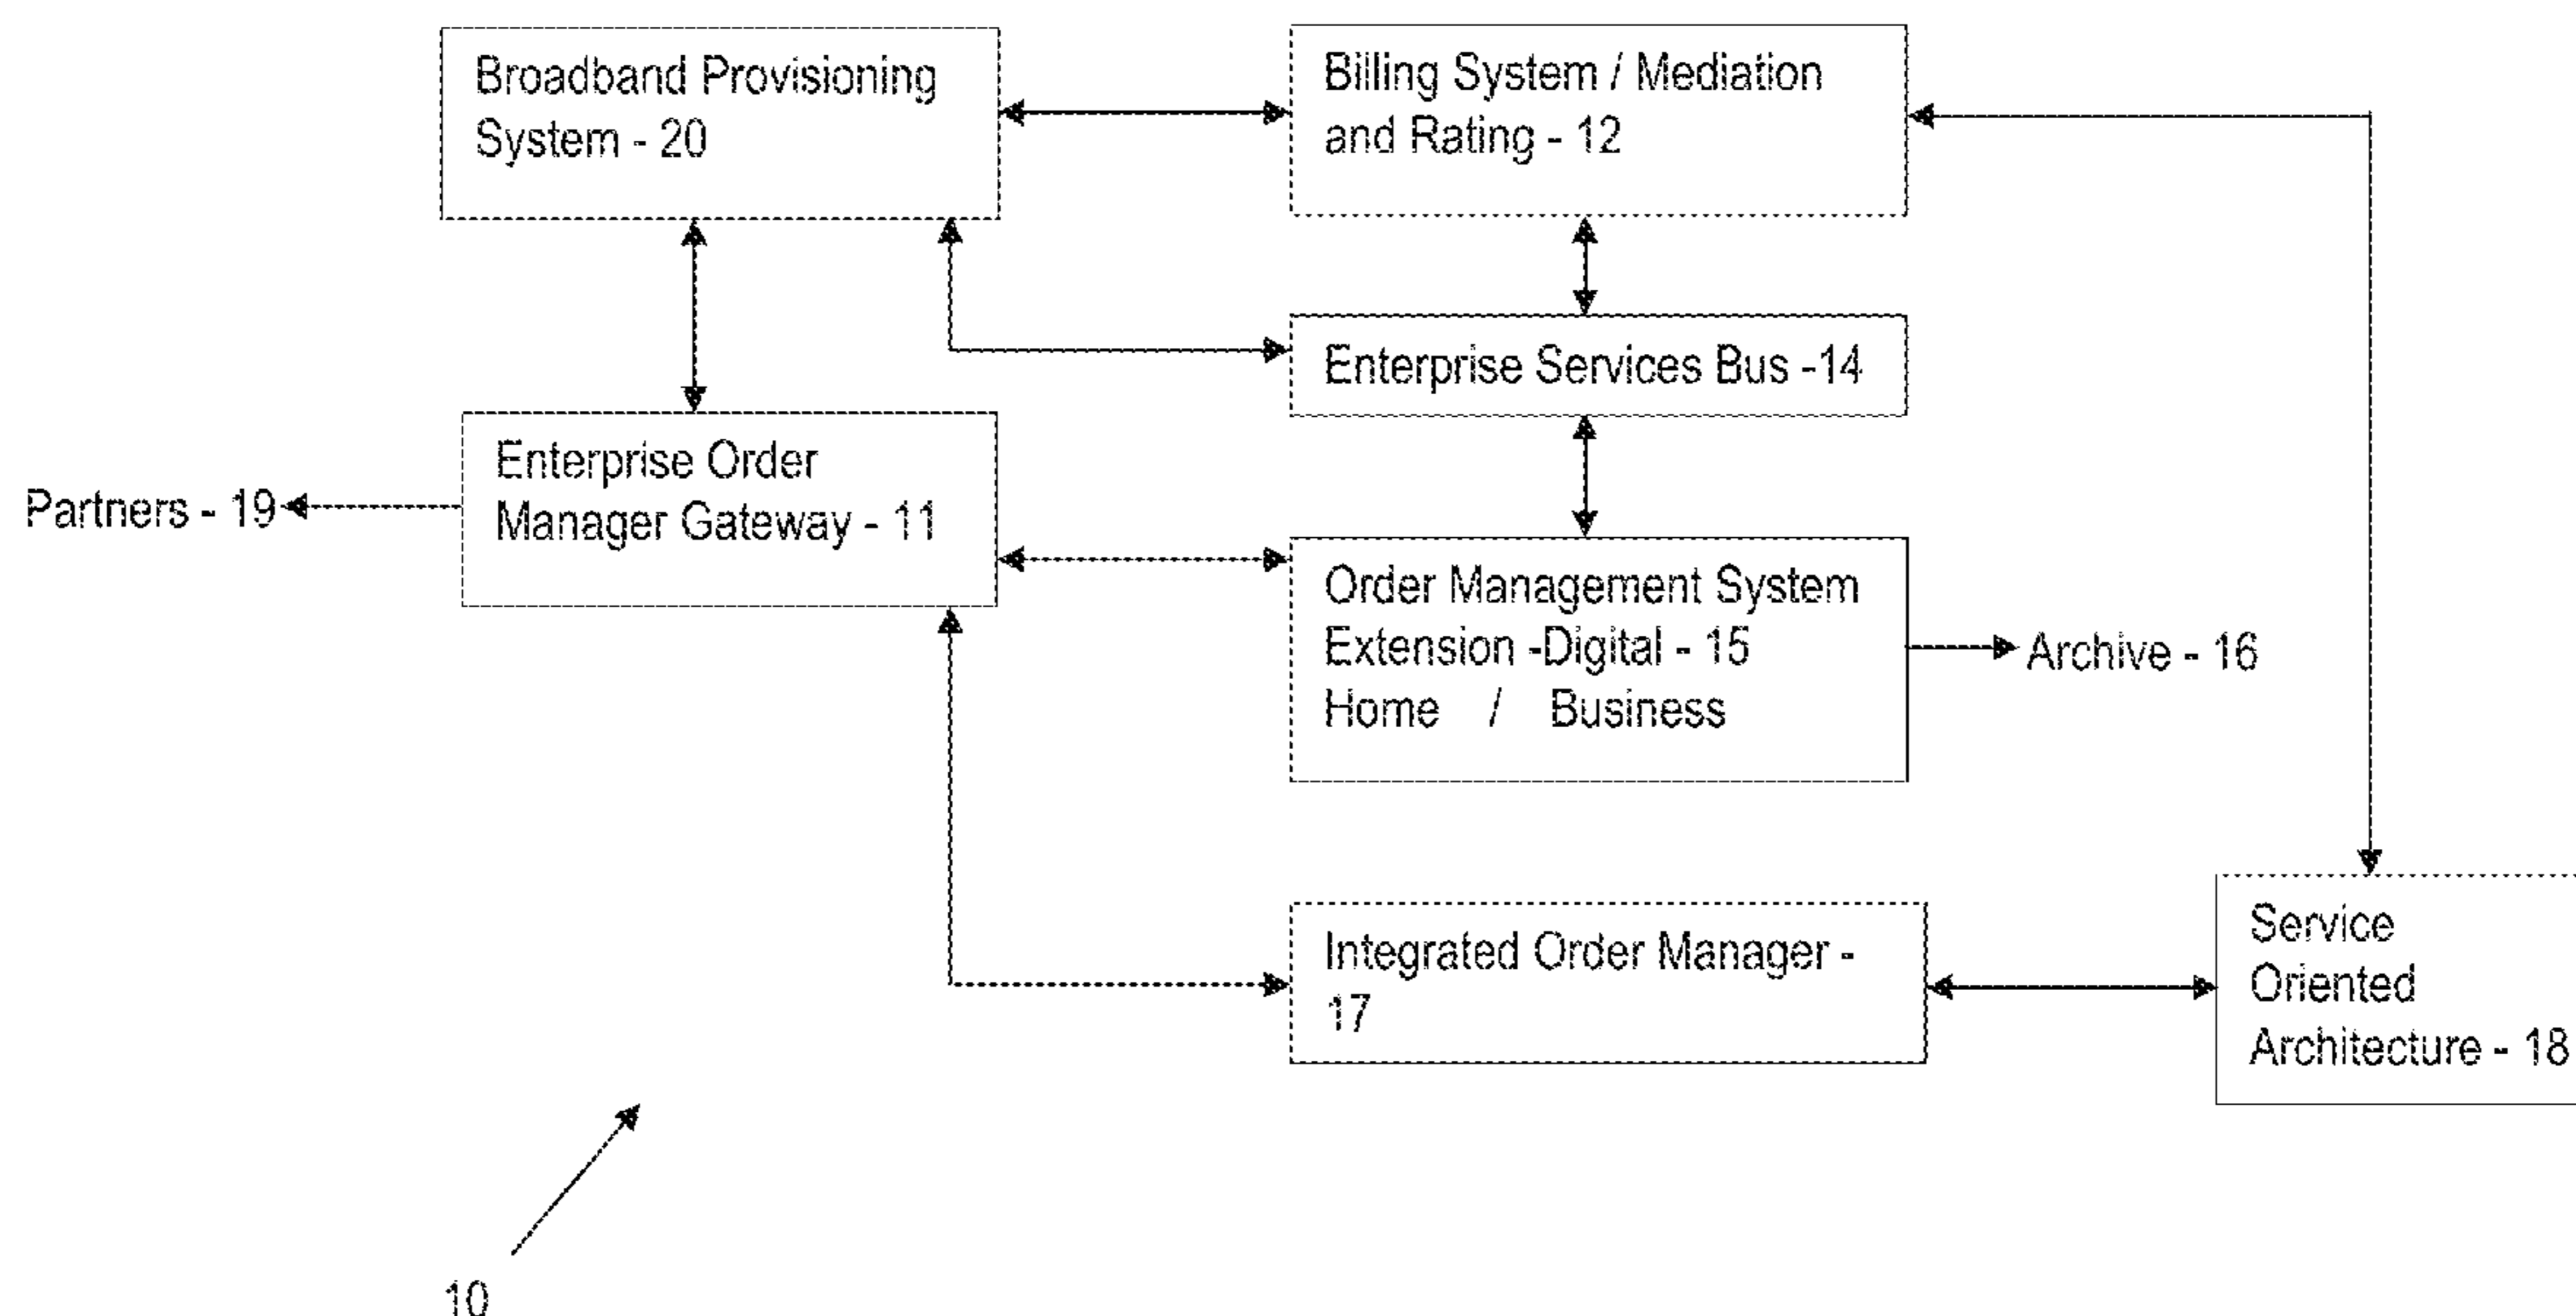 Broadband Provisioning
System - 20
Billing System / Mediation
and Rating - 12
Enterprise Services Bus -14
Enterprise Order
Manager Gateway - 11
Partners - 19
Order Management System
Extension -Digital - 15
Home / Business
Archive - 16
Integrated Order Manager -
17
Service
Oriented
Architecture - 18
10